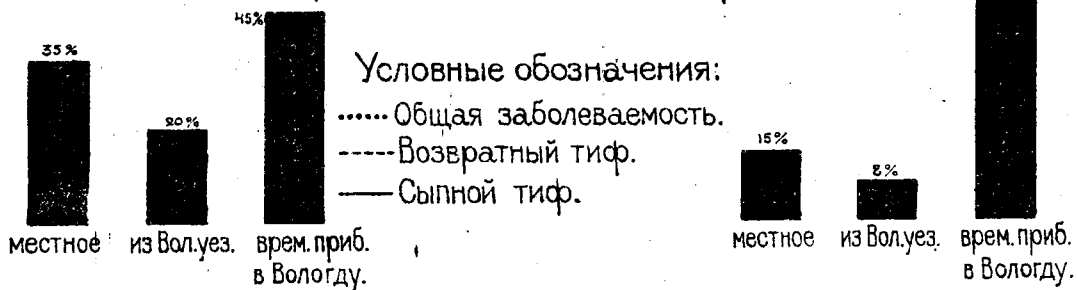 45%
35%
20%
Условные обозначения:
Общая заболеваемость.
Возвратный тиф.
Сыпной тиф.
местное из Вол.уез. врем.приб.
в Вологду.
15%
8%
местное из Вол.уез. врем.приб.
в Вологду.